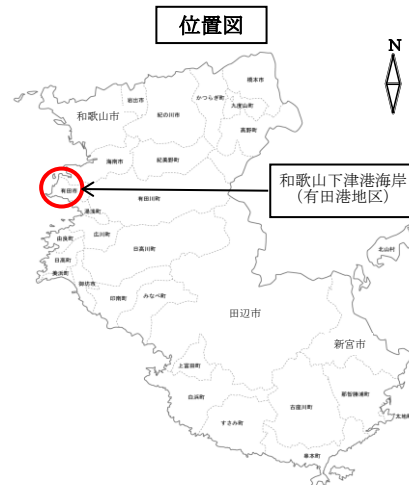 位置図
N
橋本市
かつらぎ町
岩出市
九度山町
紀の川市
和歌山市
高野町
海南市
紀美野町
和歌山下津港海岸
（有田港地区）
有田市
有田川町
湯浅町
広川町
由良町
日高川町
日高町
美浜町
御坊市
印南町
みなべ町
北山村
田辺市
新宮市
上富田町
白浜町
那智勝浦町
古座川町
太地町
すさみ町
串本町